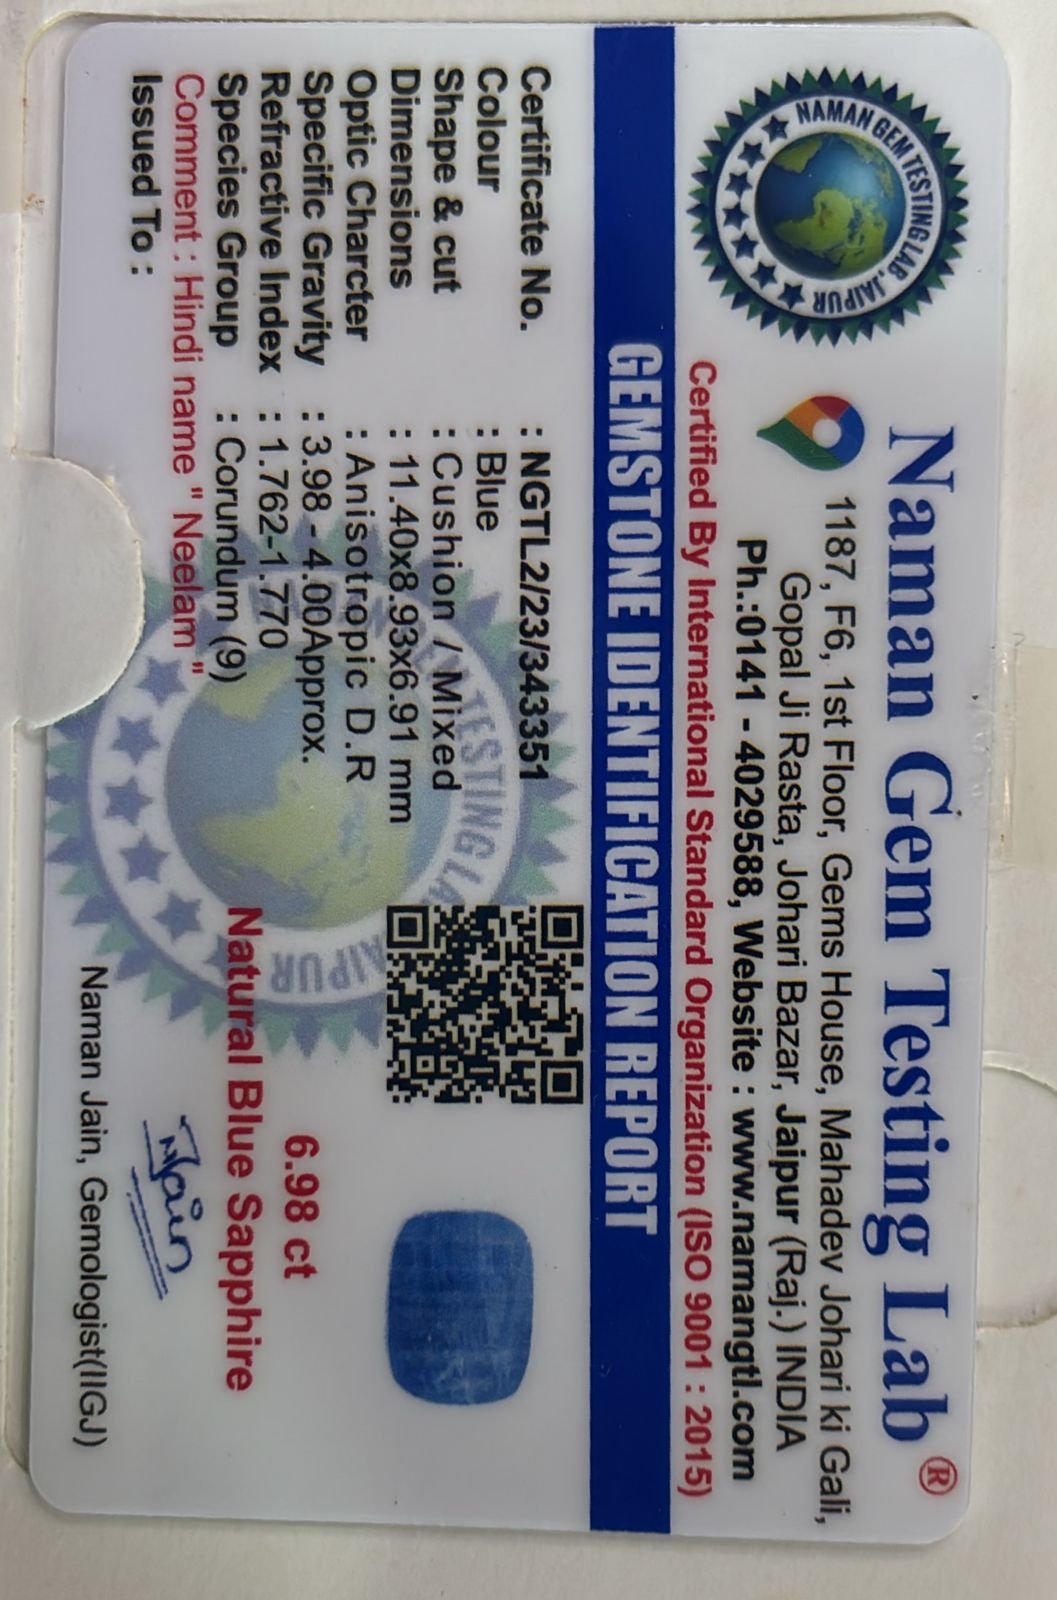 NAMAN GEM TESTING LAB, JAIPUR
Naman Gem Testing Lab ®
1187, F6, 1st Floor, Gems House, Mahadev Johari ki Gali,
Gopal Ji Rasta, Johari Bazar, Jaipur (Raj.) INDIA
Ph.:0141 - 4029588, Website : www.namangtl.com
Certified By International Standard Organization (ISO 9001 : 2015)
GEMSTONE IDENTIFICATION REPORT
Certificate No. : NGTL2/23/343351
Colour : Blue
Shape & cut : Cushion / Mixed
Dimensions : 11.40x8.93x6.91 mm
Optic Charcter : Anisotropic D.R
Specific Gravity : 3.98 - 4.00Approx.
Refractive Index : 1.762-1.770
Species Group : Corundum (9)
Comment : Hindi name " Neelam "
Issued To :
6.98 ct
Natural Blue Sapphire
NJain
Naman Jain, Gemologist(IIGJ)